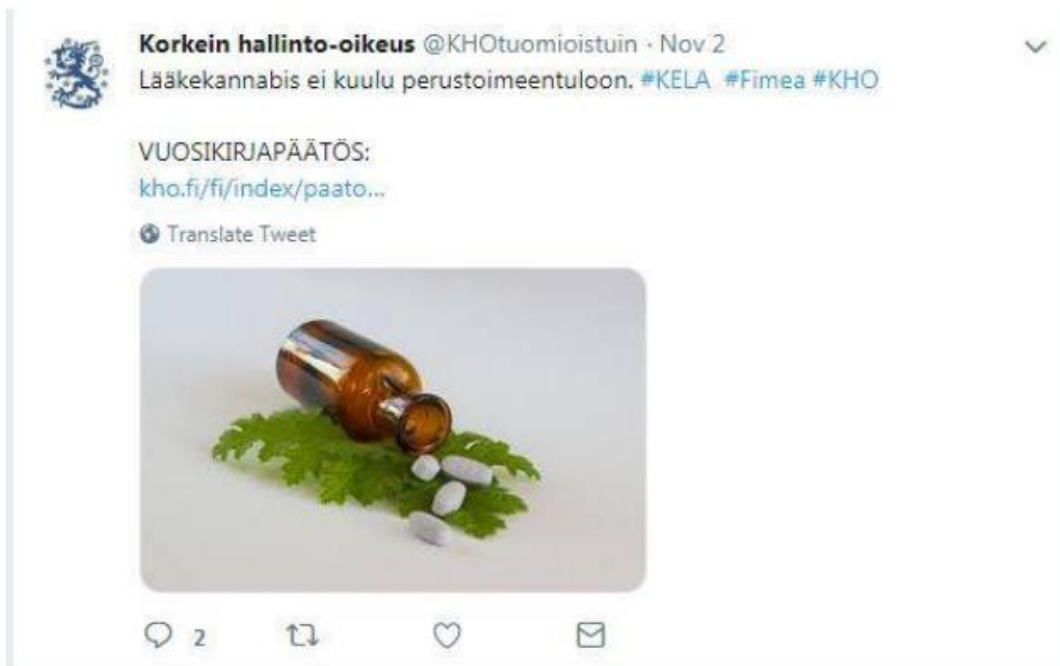 Korkein hallinto-oikeus @KHOtuomioistuin · Nov 2
Lääkekannabis ei kuulu perustoimeentuloon. #KELA #Fimea #KHO
VUOSIKIRJAPÄÄTÖS:
kho.fi/fi/index/paato...
Translate Tweet
2